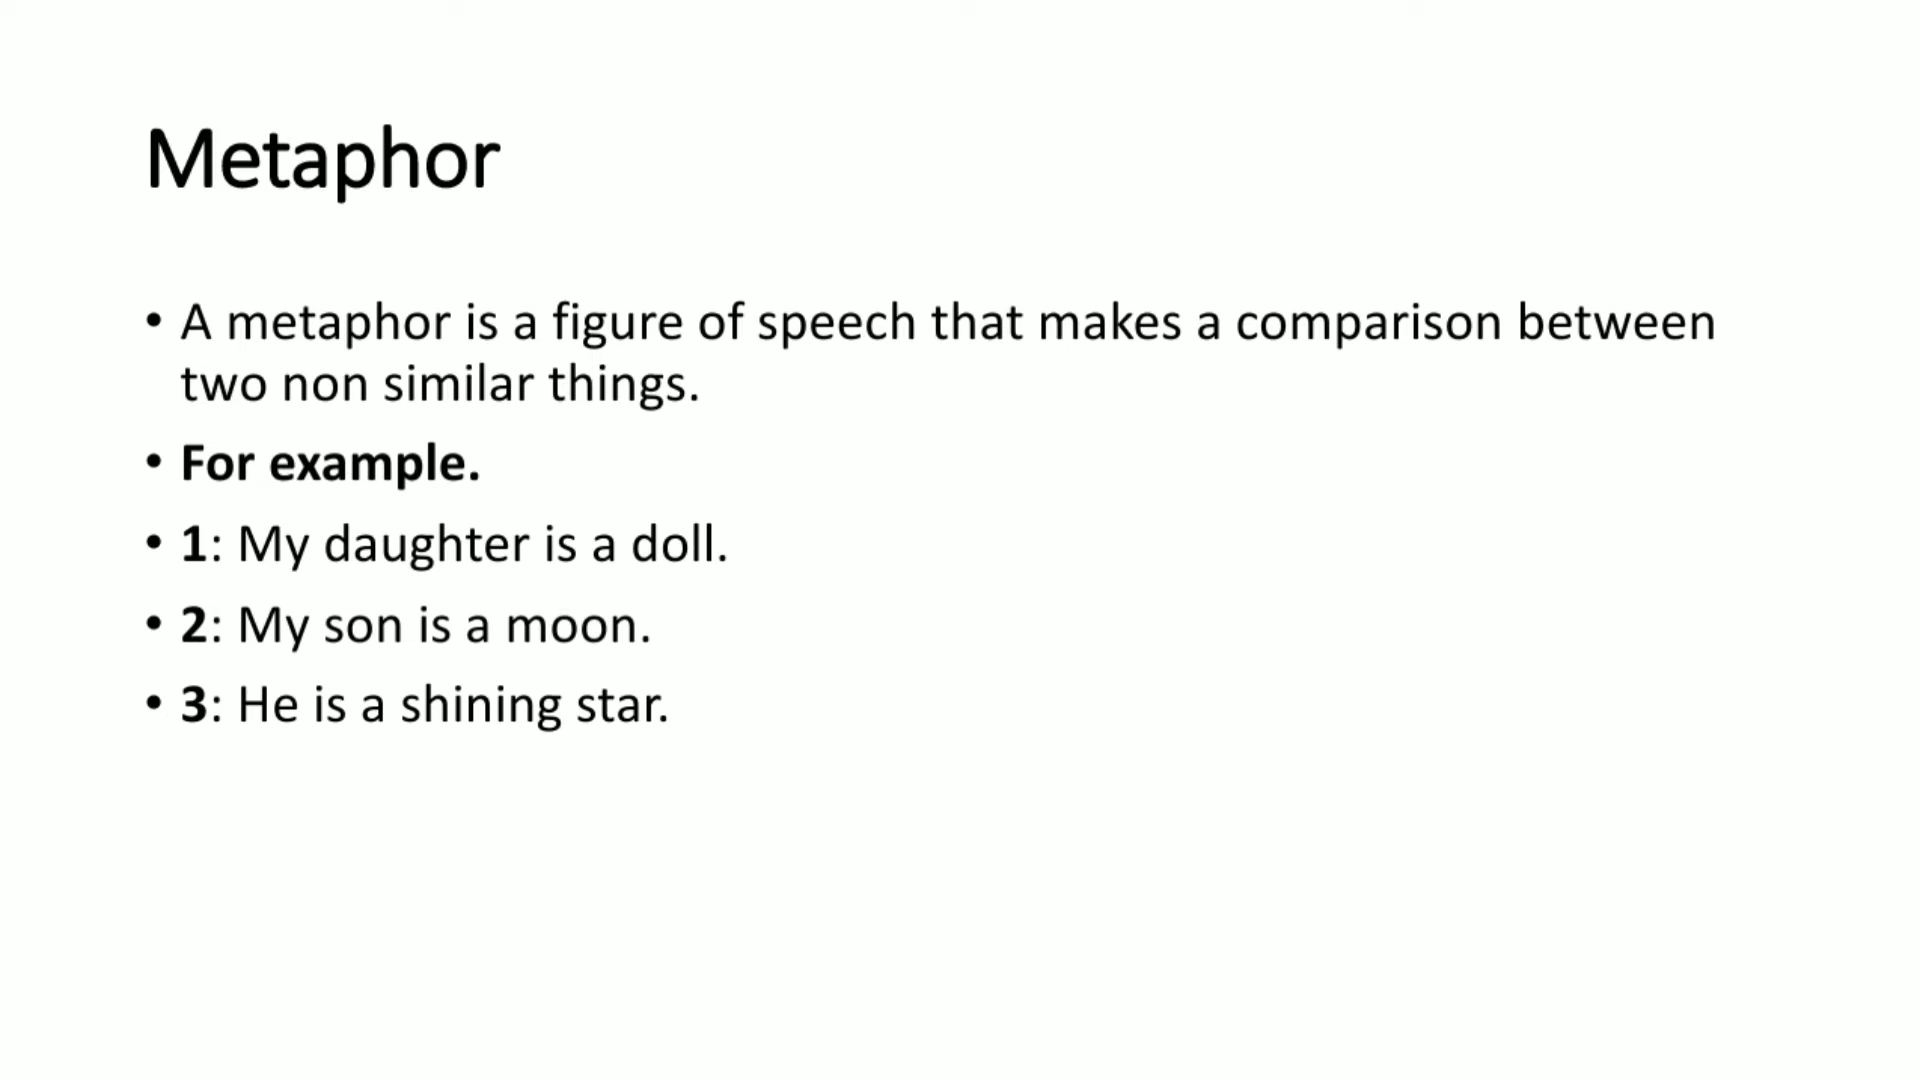 Metaphor
• A metaphor is a figure of speech that makes a comparison between
two non similar things.
• For example.
• 1: My daughter is a doll.
• 2: My son is a moon.
• 3: He is a shining star.